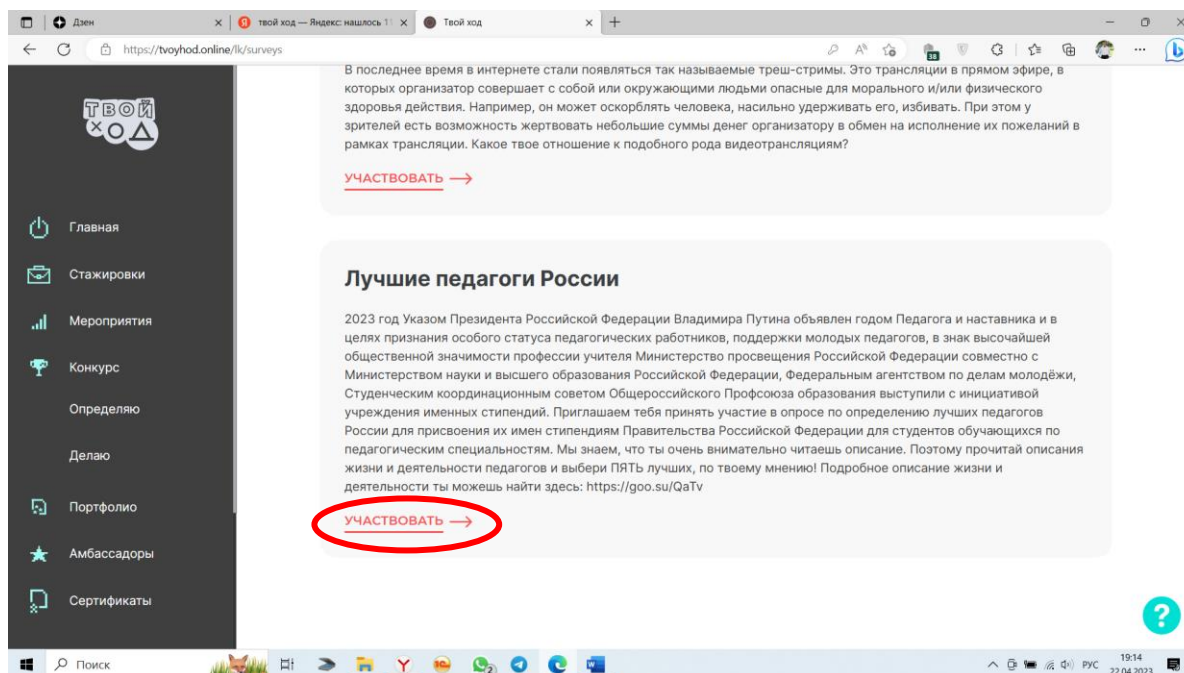 Дзен
твой ход — Яндекс: нашлось 1
Твой ход
https://tvoyhod.online/lk/surveys
38
ТВОЙ
ХОД
Главная
Стажировки
Мероприятия
Конкурс
Определяю
Делаю
Портфолио
Амбассадоры
Сертификаты
В последнее время в интернете стали появляться так называемые треш-стримы. Это трансляции в прямом эфире, в
которых организатор совершает с собой или окружающими людьми опасные для морального и/или физического
здоровья действия. Например, он может оскорблять человека, насильно удерживать его, избивать. При этом у
зрителей есть возможность жертвовать небольшие суммы денег организатору в обмен на исполнение их пожеланий в
рамках трансляции. Какое твое отношение к подобного рода видеотрансляциям?
УЧАСТВОВАТЬ
Лучшие педагоги России
2023 год Указом Президента Российской Федерации Владимира Путина объявлен годом Педагога и наставника и в
целях признания особого статуса педагогических работников, поддержки молодых педагогов, в знак высочайшей
общественной значимости профессии учителя Министерство просвещения Российской Федерации совместно с
Министерством науки и высшего образования Российской Федерации, Федеральным агентством по делам молодёжи,
Студенческим координационным советом Общероссийского Профсоюза образования выступили с инициативой
учреждения именных стипендий. Приглашаем тебя принять участие в опросе по определению лучших педагогов
России для присвоения их имен стипендиям Правительства Российской Федерации для студентов обучающихся по
педагогическим специальностям. Мы знаем, что ты очень внимательно читаешь описание. Поэтому прочитай описания
жизни и деятельности педагогов и выбери ПЯТЬ лучших, по твоему мнению! Подробное описание жизни и
деятельности ты можешь найти здесь: https://goo.su/QaTv
УЧАСТВОВАТЬ
?
Поиск
РУС
19:14
22.04.2023